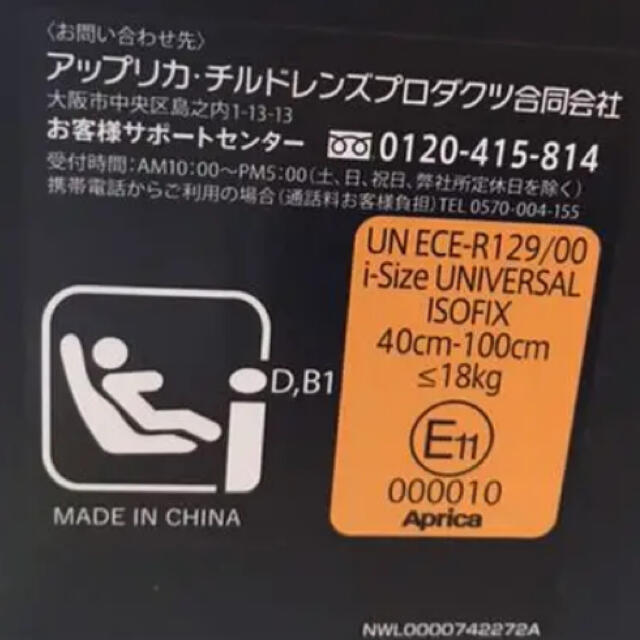 〈お問い合わせ先〉
アップリカ・チルドレンズプロダクツ合同会社
大阪市中央区島之内1-13-13
お客様サポートセンター 0120-415-814
受付時間：AM10：00～PM5：00（土、日、祝日、弊社所定休日を除く）
携帯電話からご利用の場合（通話料お客様負担）TEL 0570-004-155
UN ECE-R129/00
i-Size UNIVERSAL
ISOFIX
40cm-100cm
≤18kg
E11
000010
Aprica
i D,B1
MADE IN CHINA
NWL0000742272A